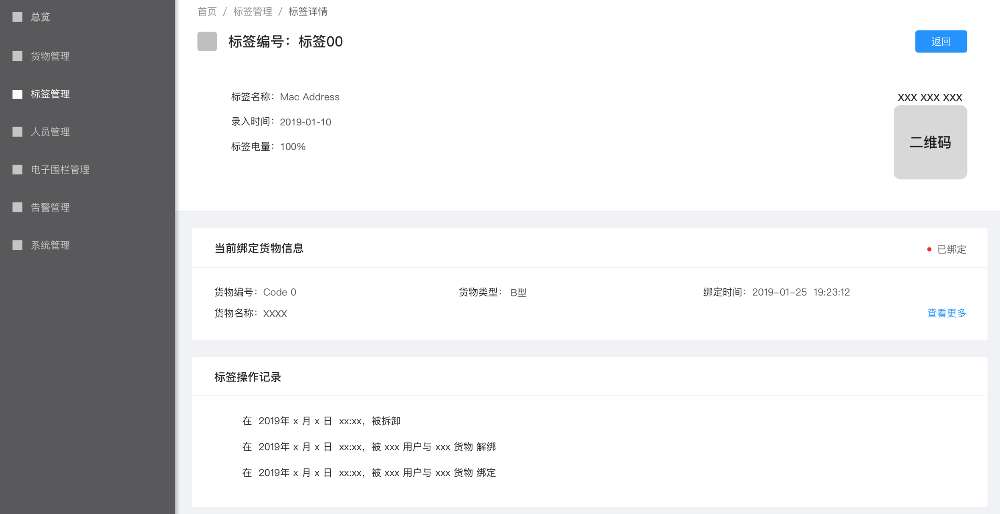 总览
货物管理
标签管理
人员管理
电子围栏管理
告警管理
系统管理
首页 / 标签管理 / 标签详情
标签编号：标签00
返回
标签名称：Mac Address
录入时间：2019-01-10
标签电量：100%
xxx xxx xxx
二维码
当前绑定货物信息
已绑定
货物编号：Code 0
货物类型：B型
绑定时间：2019–01–25 19:23:12
货物名称：XXXX
查看更多
标签操作记录
在 2019年 x 月 x 日 xx:xx，被拆卸
在 2019年 x 月 x 日 xx:xx，被 xxx 用户与 xxx 货物 解绑
在 2019年 x 月 x 日 xx:xx，被 xxx 用户与 xxx 货物 绑定